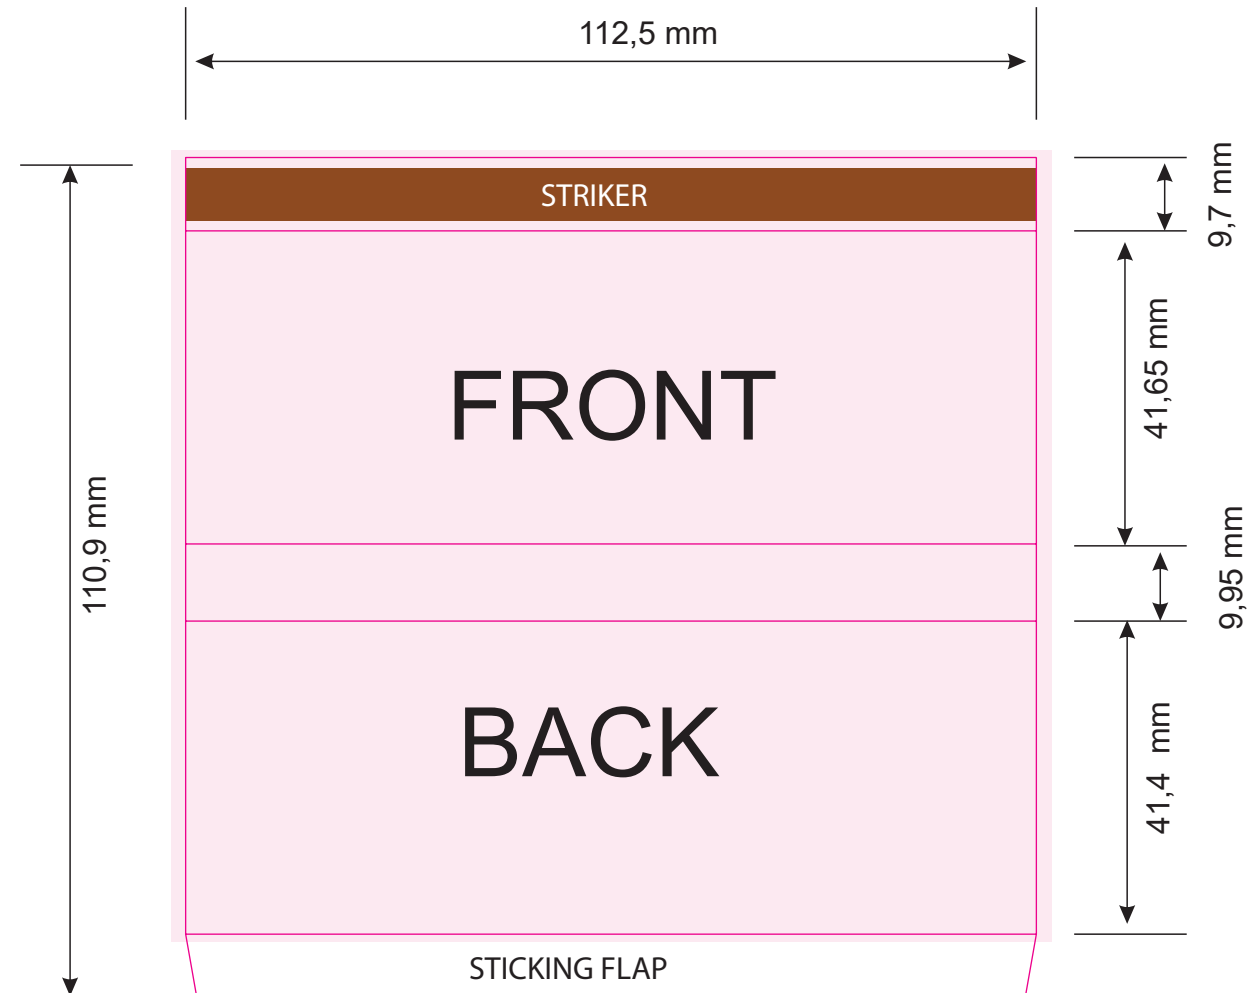 112,5 mm
9,7 mm
STRIKER
41,65 mm
FRONT
110,9 mm
9,95 mm
BACK
41,4 mm
STICKING FLAP